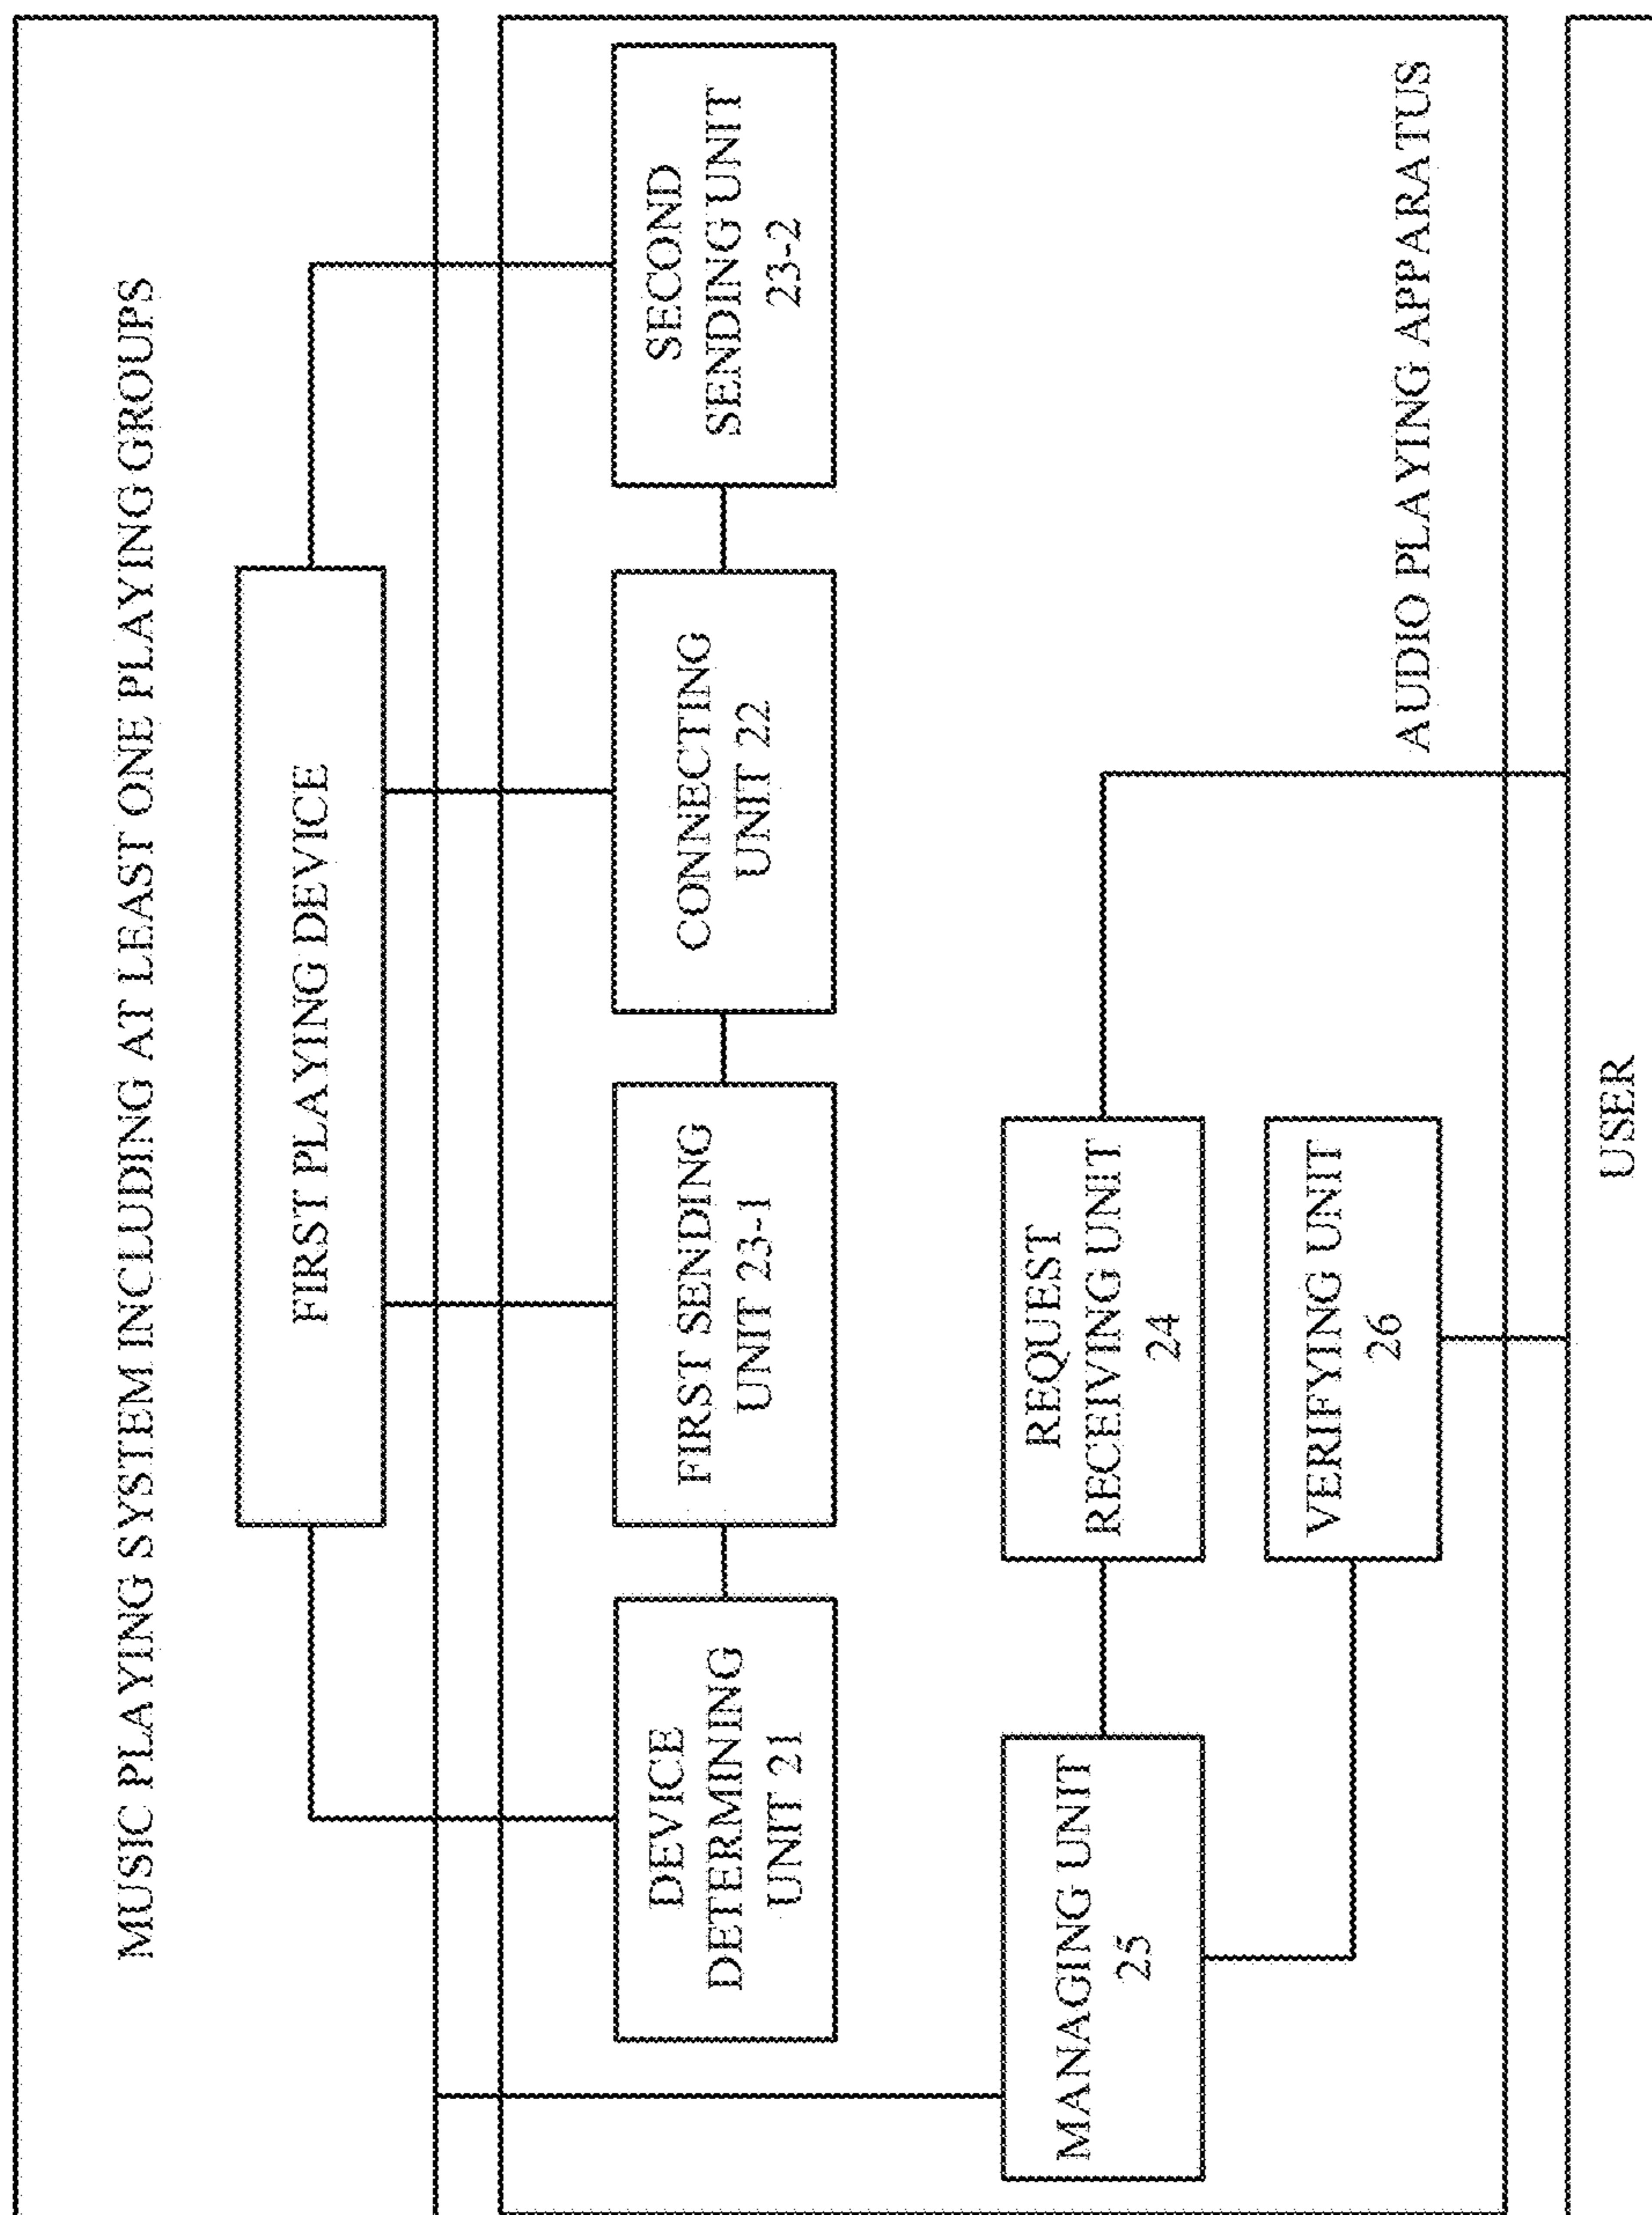 MUSIC PLAYING SYSTEM INCLUDING AT LEAST ONE PLAYING GROUPS
FIRST PLAYING DEVICE
DEVICE
DETERMINING
UNIT 21
FIRST SENDING
UNIT 23-1
CONNECTING
UNIT 22
SECOND
SENDING UNIT
23-2
MANAGING UNIT
25
REQUEST
RECEIVING UNIT
24
VERIFYING UNIT
26
AUDIO PLAYING APPARATUS
USER